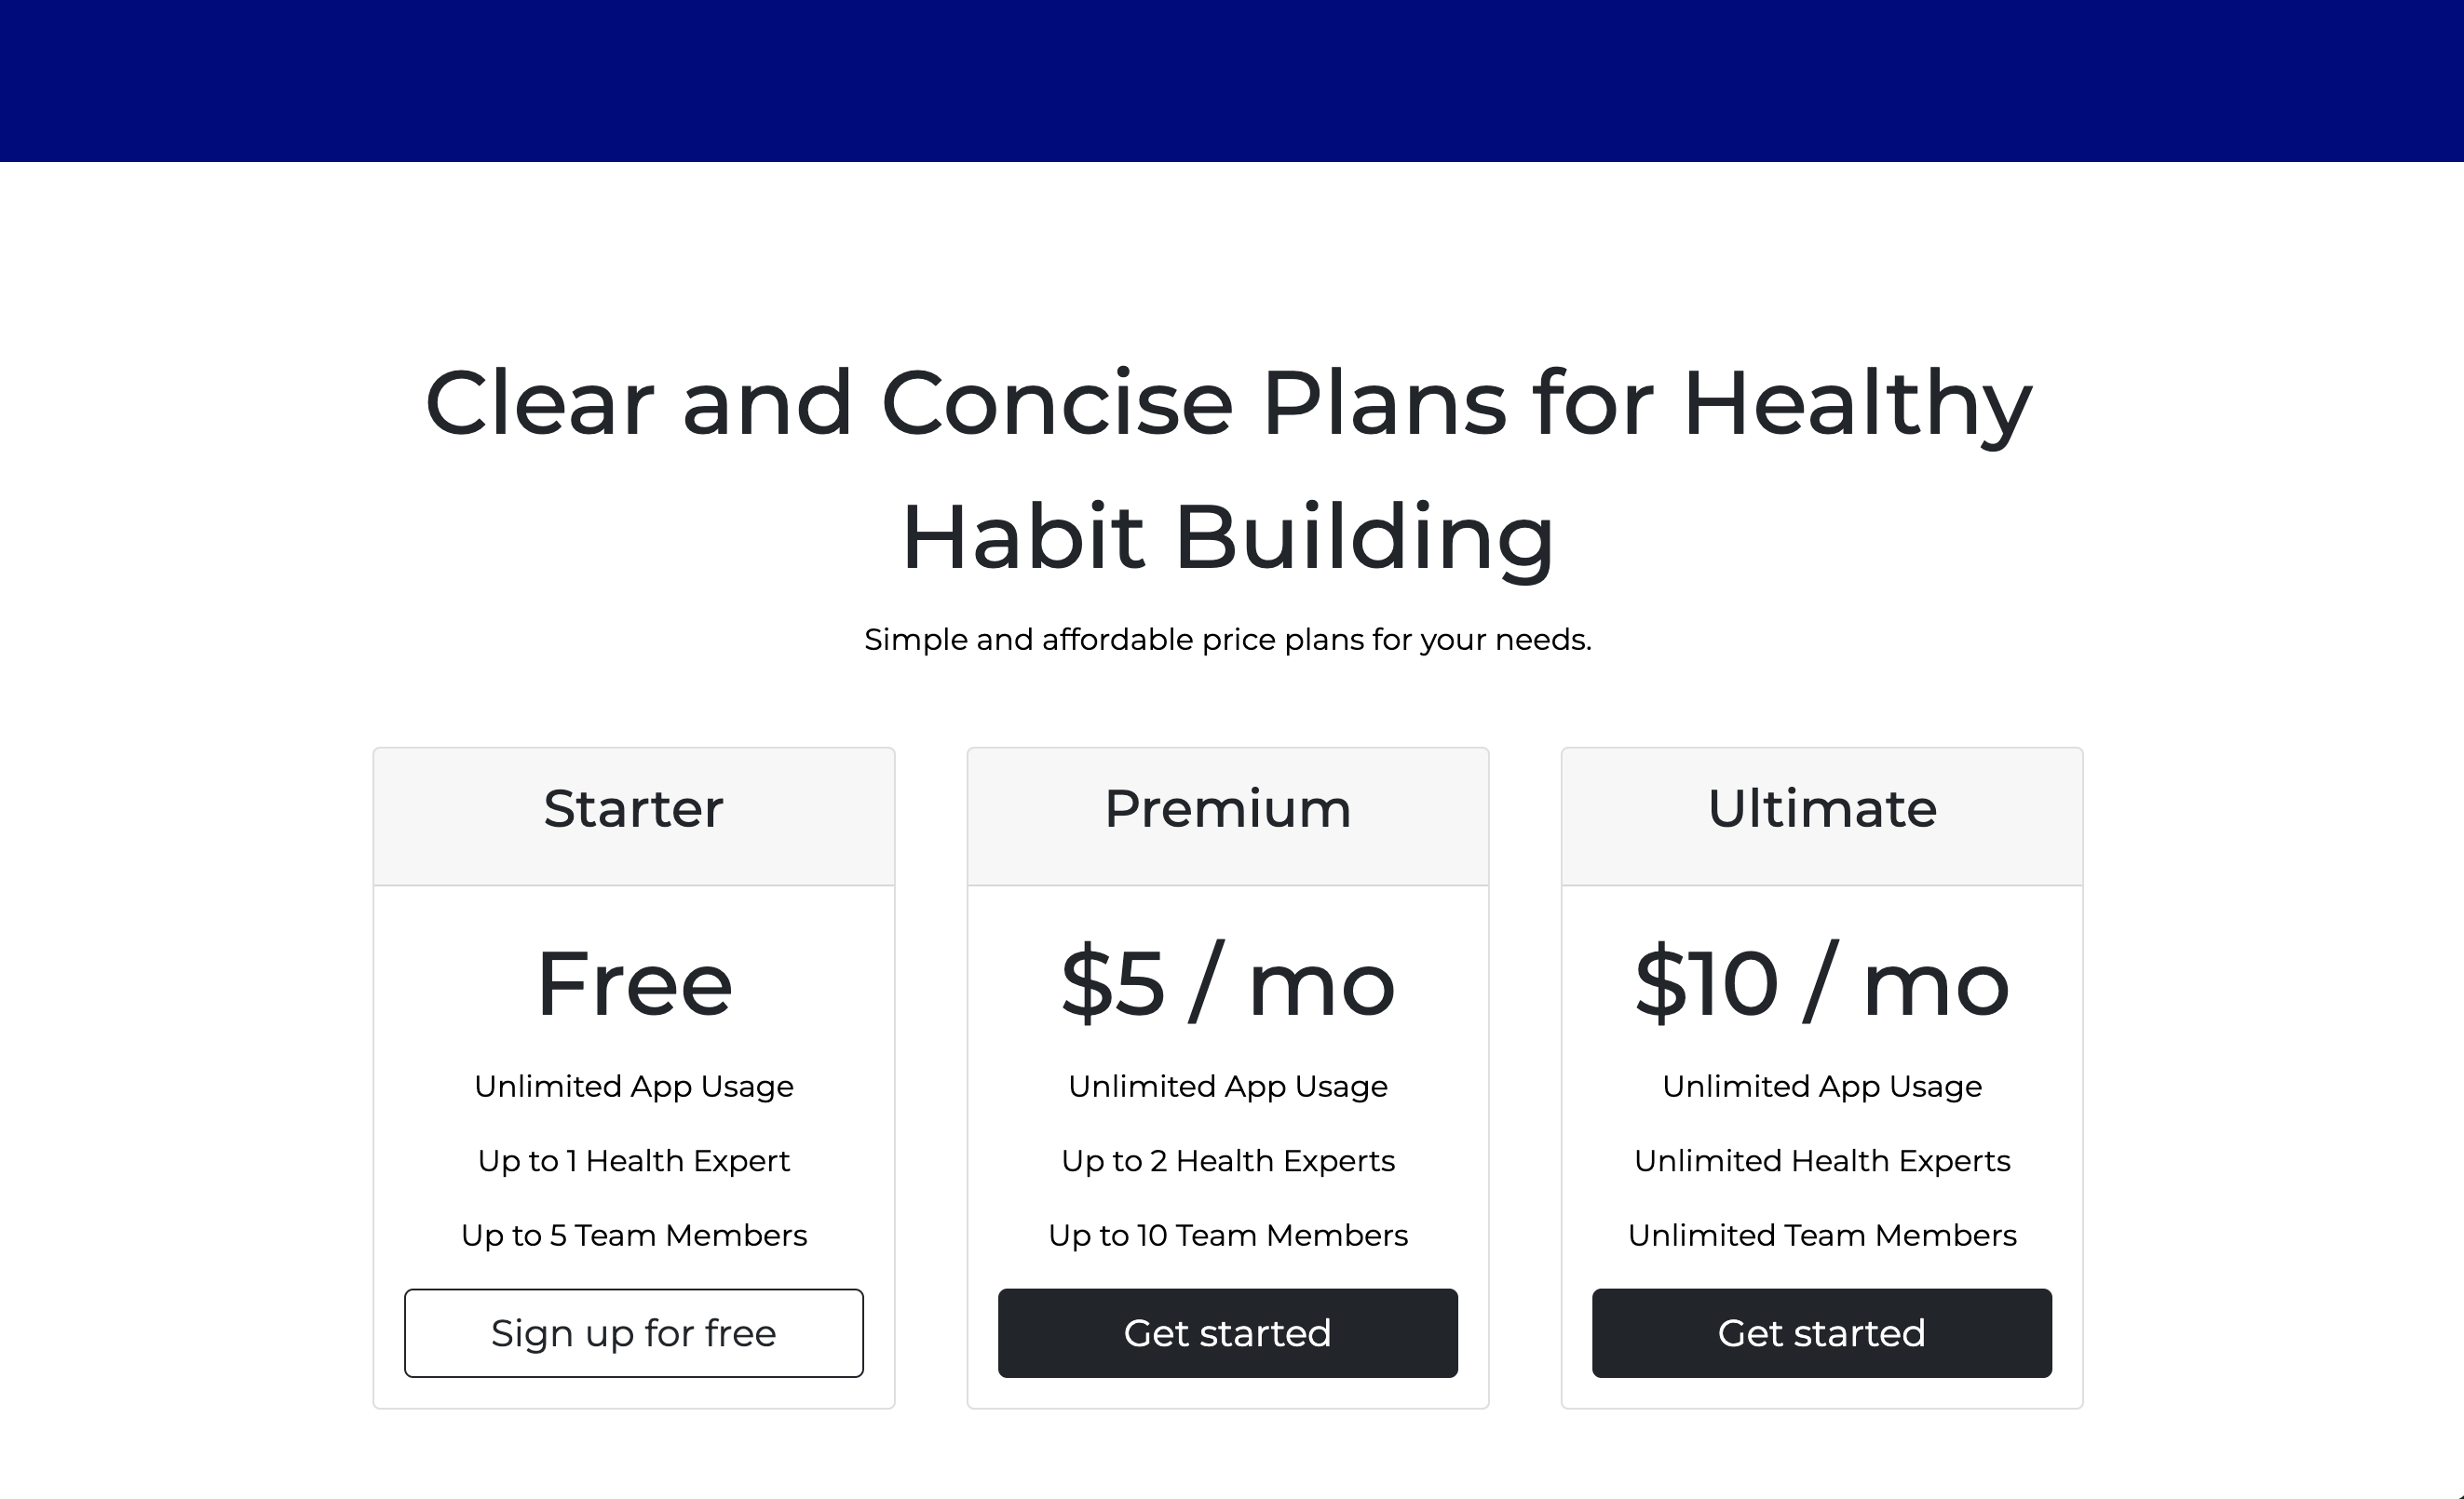 Clear and Concise Plans for Healthy
Habit Building
Simple and affordable price plans for your needs.
Starter
Free
Unlimited App Usage
Up to 1 Health Expert
Up to 5 Team Members
Sign up for free
Premium
$5 / mo
Unlimited App Usage
Up to 2 Health Experts
Up to 10 Team Members
Get started
Ultimate
$10 / mo
Unlimited App Usage
Unlimited Health Experts
Unlimited Team Members
Get started